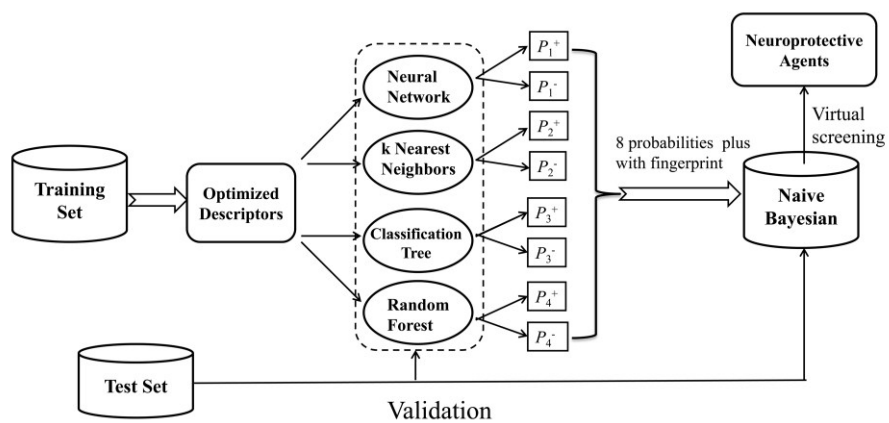 Training
Set
Optimized
Descriptors
Neural
Network
k Nearest
Neighbors
Classification
Tree
Random
Forest
P₁⁺
P₁⁻
P₂⁺
P₂⁻
P₃⁺
P₃⁻
P₄⁺
P₄⁻
8 probabilities plus
with fingerprint
Neuroprotective
Agents
Virtual
screening
Naive
Bayesian
Test Set
Validation